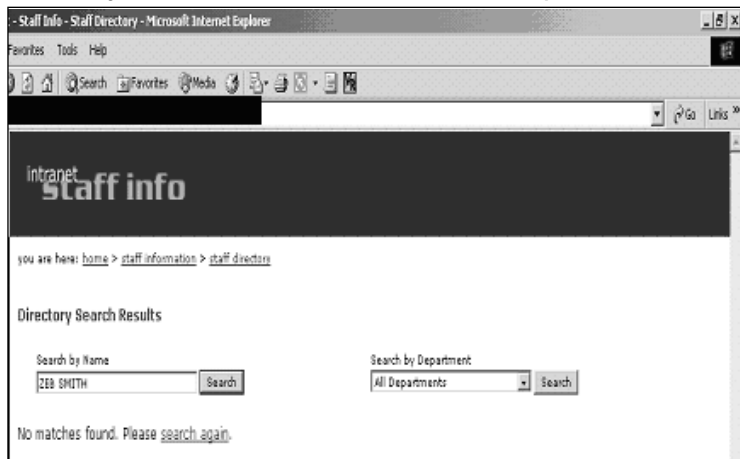 : - Staff Info - Staff Directory - Microsoft Internet Explorer
Favorites Tools Help
Search Favorites Media
Go Links »
intranet
staff info
you are here: home > staff information > staff directory
Directory Search Results
Search by Name Search by Department
ZEB SMITH Search All Departments Search
No matches found. Please search again.